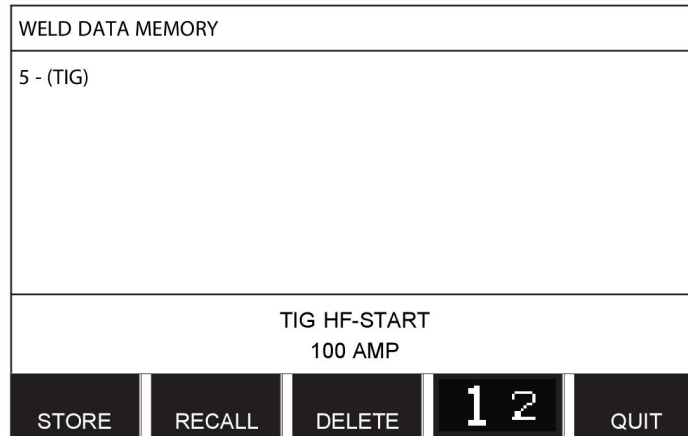 WELD DATA MEMORY
5 - (TIG)
TIG HF-START
100 AMP
STORE RECALL DELETE 1 2 QUIT